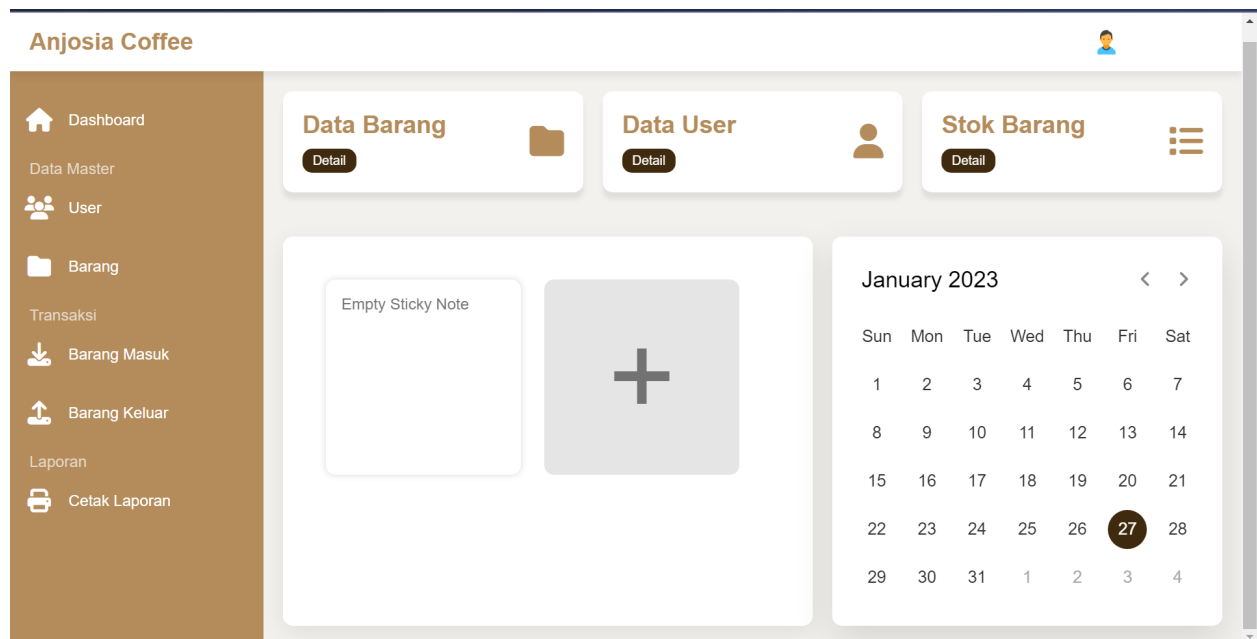 Anjosia Coffee
Dashboard
Data Master
User
Barang
Transaksi
Barang Masuk
Barang Keluar
Laporan
Cetak Laporan
Data Barang
Detail
Data User
Detail
Stok Barang
Detail
Empty Sticky Note
January 2023
Sun Mon Tue Wed Thu Fri Sat
1 2 3 4 5 6 7
8 9 10 11 12 13 14
15 16 17 18 19 20 21
22 23 24 25 26 27 28
29 30 31 1 2 3 4